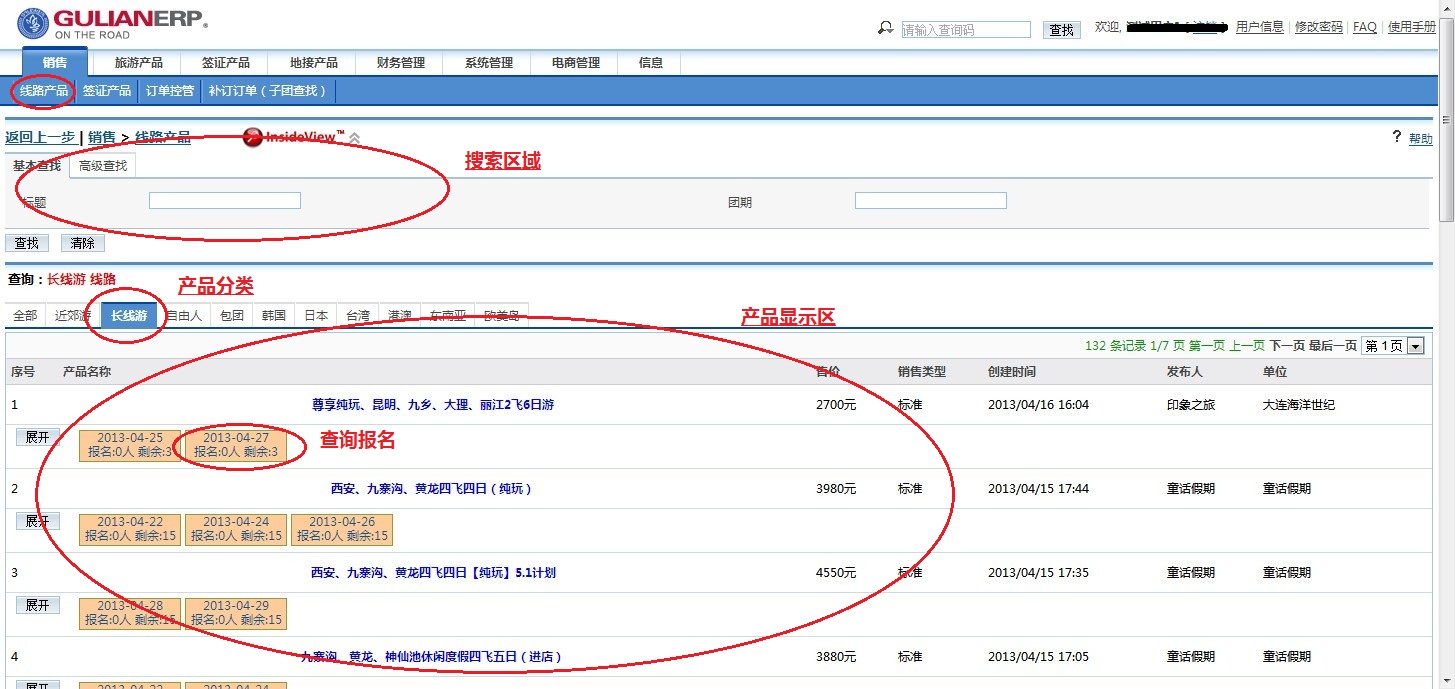 GULIANERP
ON THE ROAD
请输入查询码 查找 欢迎, 用户信息 | 修改密码 | FAQ | 使用手册
销售 旅游产品 签证产品 地接产品 财务管理 系统管理 电商管理 信息
线路产品 签证产品 订单控管 补订订单（子团查找）
返回上一步 | 销售 > 线路产品 InsideView™ ? 帮助
搜索区域
基本查找 高级查找
标题 团期
查找 清除
查询：长线游 线路
产品分类
全部 近郊游 长线游 自由人 包团 韩国 日本 台湾 港澳 东南亚 欧美岛
产品显示区
132 条记录 1/7 页 第一页 上一页 下一页 最后一页 第 1 页
序号 产品名称 售价 销售类型 创建时间 发布人 单位
1 尊享纯玩、昆明、九乡、大理、丽江2飞6日游 2700元 标准 2013/04/16 16:04 印象之旅 大连海洋世纪
展开 2013-04-25 2013-04-27 查询报名
报名:0人 剩余:3 报名:0人 剩余:3
2 西安、九寨沟、黄龙四飞四日（纯玩） 3980元 标准 2013/04/15 17:44 童话假期 童话假期
展开 2013-04-22 2013-04-24 2013-04-26
报名:0人 剩余:15 报名:0人 剩余:15 报名:0人 剩余:15
3 西安、九寨沟、黄龙四飞四日【纯玩】5.1计划 4550元 标准 2013/04/15 17:35 童话假期 童话假期
展开 2013-04-28 2013-04-29
报名:0人 剩余:15 报名:0人 剩余:15
4 九寨沟、黄龙、神仙池休闲度假四飞五日（进店） 3880元 标准 2013/04/15 17:05 童话假期 童话假期
展开 2013-04-22 2013-04-24